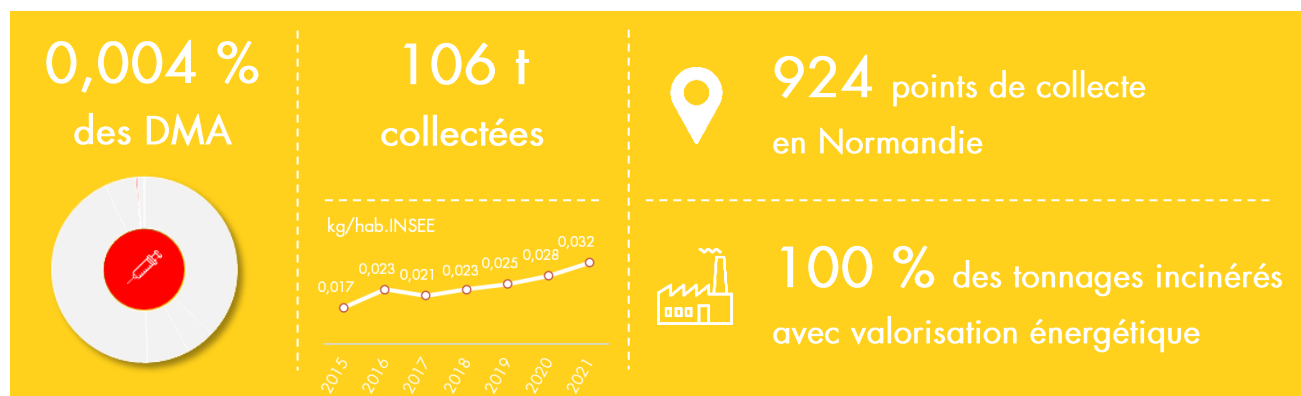 0,004 %
des DMA
106 t
collectées
kg/hab.INSEE
0,017
0,023
0,021
0,023
0,025
0,028
0,032
2015
2016
2017
2018
2019
2020
2021
924 points de collecte
en Normandie
100 % des tonnages incinérés
avec valorisation énergétique